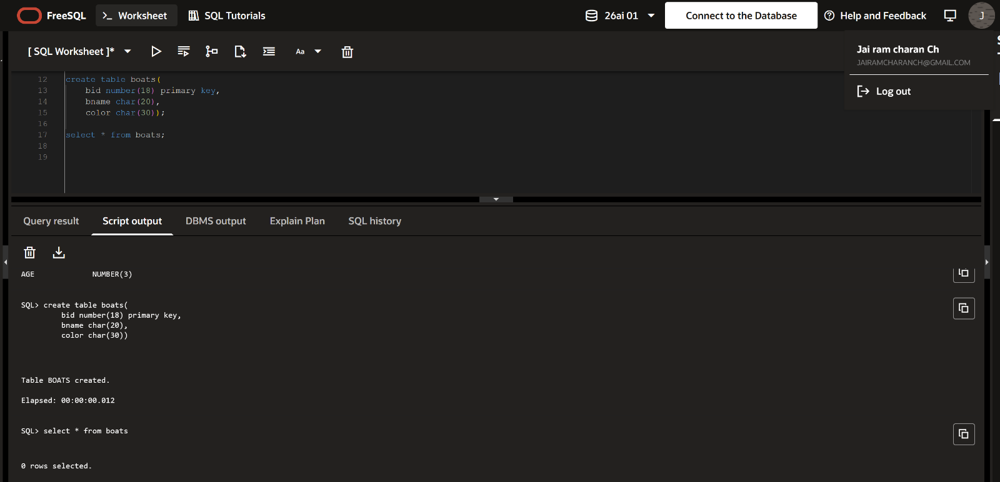 FreeSQL
>_ Worksheet
SQL Tutorials
26ai 01
Connect to the Database
Help and Feedback
J
[ SQL Worksheet ]*
Aa
Jai ram charan Ch
JAIRAMCHARANCH@GMAIL.COM
Log out
12 create table boats(
13 bid number(18) primary key,
14 bname char(20),
15 color char(30));
16
17 select * from boats;
18
19
Query result
Script output
DBMS output
Explain Plan
SQL history
AGE NUMBER(3)
SQL> create table boats(
bid number(18) primary key,
bname char(20),
color char(30))
Table BOATS created.
Elapsed: 00:00:00.012
SQL> select * from boats
0 rows selected.